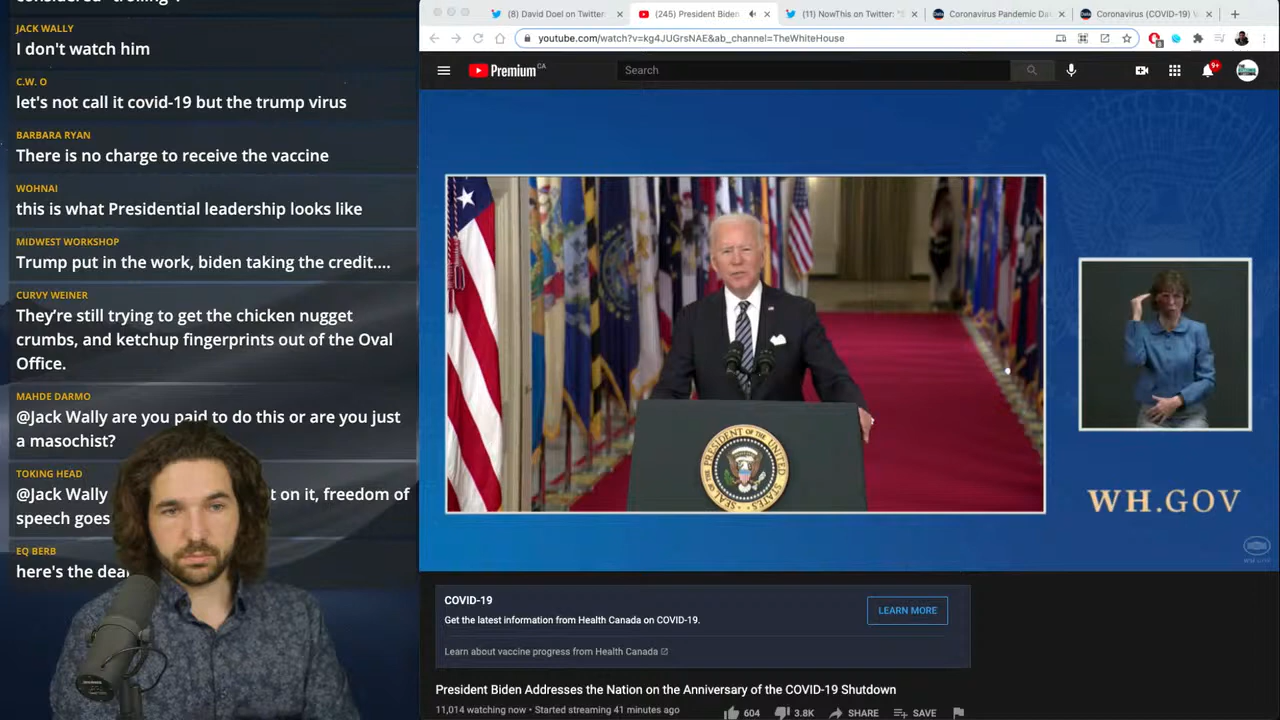 JACK WALLY
I don't watch him
C.W. O
let's not call it covid-19 but the trump virus
BARBARA RYAN
There is no charge to receive the vaccine
WOHNAI
this is what Presidential leadership looks like
MIDWEST WORKSHOP
Trump put in the work, biden taking the credit....
CURVY WEINER
They're still trying to get the chicken nugget
crumbs, and ketchup fingerprints out of the Oval
Office.
MAHDE DARMO
@Jack Wally are you paid to do this or are you just
a masochist?
TOKING HEAD
@Jack Wally t on it, freedom of
speech goes
EQ BERB
here's the dea
(8) David Doel on Twitter
(245) President Biden
(11) NowThis on Twitter: "S
Coronavirus Pandemic Da
Coronavirus (COVID-19) V
youtube.com/watch?v=kg4JUGrsNAE&ab_channel=TheWhiteHouse
Premium CA
Search
9+
PRESIDENT OF THE
SEAL UNITED STATES
WH.GOV
COVID-19
Get the latest information from Health Canada on COVID-19.
LEARN MORE
Learn about vaccine progress from Health Canada
President Biden Addresses the Nation on the Anniversary of the COVID-19 Shutdown
11,014 watching now • Started streaming 41 minutes ago
604
3.8K
SHARE
SAVE